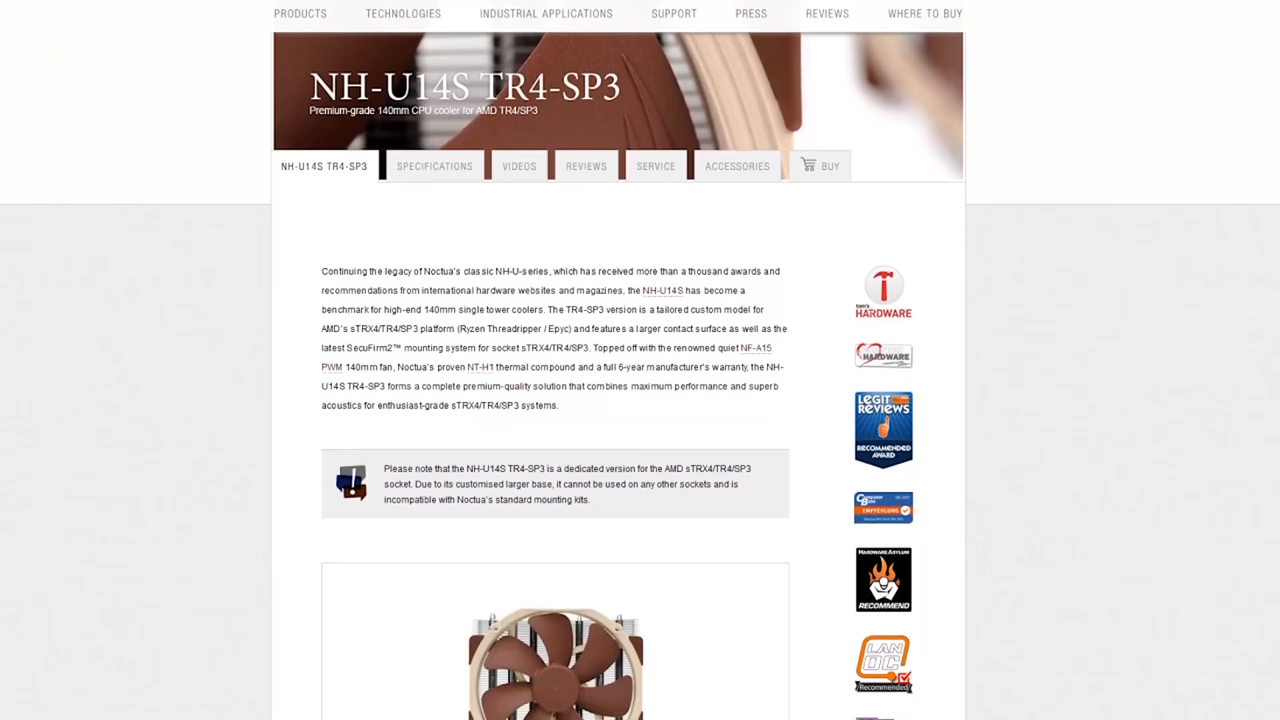 PRODUCTS TECHNOLOGIES INDUSTRIAL APPLICATIONS SUPPORT PRESS REVIEWS WHERE TO BUY
NH-U14S TR4-SP3
Premium-grade 140mm CPU cooler for AMD TR4/SP3
NH-U14S TR4-SP3 SPECIFICATIONS VIDEOS REVIEWS SERVICE ACCESSORIES BUY
Continuing the legacy of Noctua's classic NH-U-series, which has received more than a thousand awards and
recommendations from international hardware websites and magazines, the NH-U14S has become a
benchmark for high-end 140mm single tower coolers. The TR4-SP3 version is a tailored custom model for
AMD's sTRX4/TR4/SP3 platform (Ryzen Threadripper / Epyc) and features a larger contact surface as well as the
latest SecuFirm2™ mounting system for socket sTRX4/TR4/SP3. Topped off with the renowned quiet NF-A15
PWM 140mm fan, Noctua's proven NT-H1 thermal compound and a full 6-year manufacturer's warranty, the NH-
U14S TR4-SP3 forms a complete premium-quality solution that combines maximum performance and superb
acoustics for enthusiast-grade sTRX4/TR4/SP3 systems.
Please note that the NH-U14S TR4-SP3 is a dedicated version for the AMD sTRX4/TR4/SP3
socket. Due to its customised larger base, it cannot be used on any other sockets and is
incompatible with Noctua's standard mounting kits.
tom's
HARDWARE
HARDWARE
LEGIT
REVIEWS
RECOMMENDED
AWARD
Computer
Base
EMPFEHLUNG
HARDWARE ASYLUM
RECOMMEND
LAN
OC
Recommended